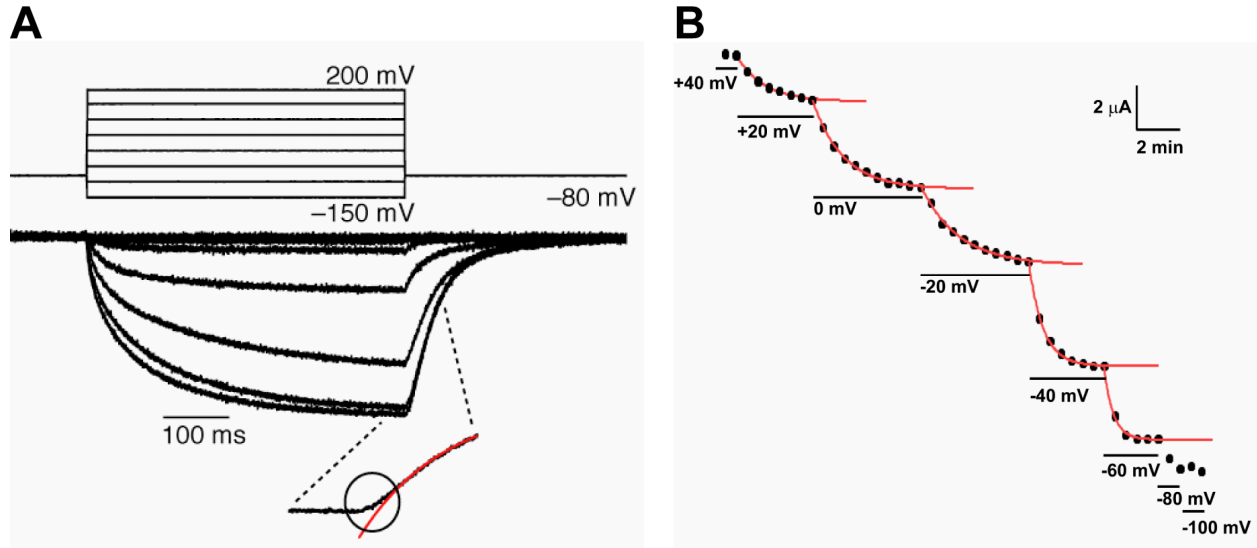 A
200 mV
–150 mV
–80 mV
100 ms
B
+40 mV
+20 mV
0 mV
-20 mV
-40 mV
-60 mV
-80 mV
-100 mV
2 μA
2 min